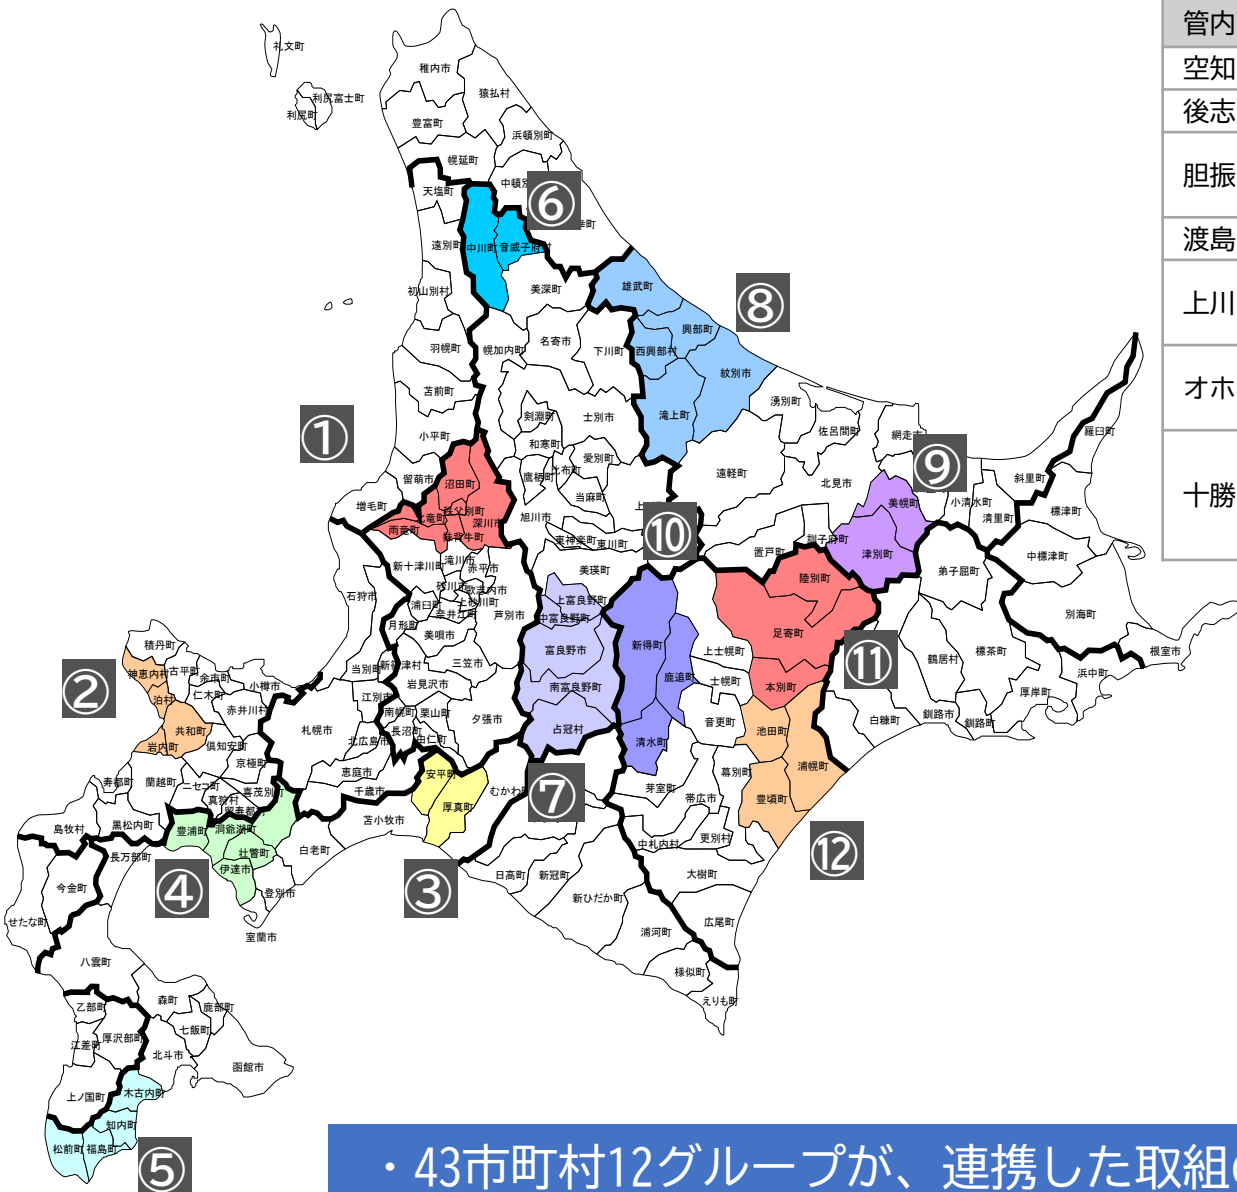 管内
空知
後志
胆振
渡島
上川
オホ
十勝
礼文町
利尻富士町
利尻町
稚内市
猿払村
豊富町
浜頓別町
幌延町
天塩町
⑥
遠別町
中川町
音威子府村
美深町
雄武町
⑧
初山別村
興部町
羽幌町
幌加内町
名寄市
下川町
西興部村
紋別市
苫前町
滝上町
湧別町
①
小平町
剣淵町
士別市
佐呂間町
網走市
羅臼町
和寒町
愛別町
⑨
留萌市
沼田町
鷹栖町
比布町
遠軽町
北見市
斜里町
増毛町
秩父別町
当麻町
美幌町
小清水町
清里町
標津町
雨竜町
北竜町
深川市
旭川市
⑩
妹背牛町
東神楽町
東川町
置戸町
訓子府町
津別町
中標津町
新十津川町
滝川市
赤平市
美瑛町
陸別町
弟子屈町
石狩市
砂川市
歌志内市
浦臼町
上砂川町
奈井江町
芦別市
上富良野町
中富良野町
別海町
月形町
美唄市
富良野市
新得町
足寄町
積丹町
当別町
新篠津村
三笠市
上士幌町
標茶町
根室市
②
神恵内村
古平町
余市町
小樽市
岩見沢市
南富良野町
鹿追町
士幌町
本別町
⑪
鶴居村
厚岸町
浜中町
泊村
仁木町
赤井川村
江別市
南幌町
栗山町
夕張市
占冠村
音更町
白糠町
釧路市
釧路町
共和町
札幌市
長沼町
由仁町
清水町
池田町
岩内町
倶知安町
北広島市
京極町
恵庭市
安平町
浦幌町
寿都町
蘭越町
ニセコ町
喜茂別町
千歳市
むかわ町
⑦
芽室町
幕別町
豊頃町
真狩村
留寿都村
厚真町
帯広市
島牧村
黒松内町
豊浦町
洞爺湖町
苫小牧市
更別村
中札内村
長万部町
壮瞥町
白老町
⑫
今金町
④
伊達市
登別市
③
日高町
新冠町
大樹町
せたな町
室蘭市
新ひだか町
広尾町
八雲町
浦河町
様似町
森町
鹿部町
えりも町
乙部町
七飯町
江差町
厚沢部町
北斗市
函館市
上ノ国町
木古内町
知内町
松前町
福島町
⑤
・43市町村12グループが、連携した取組